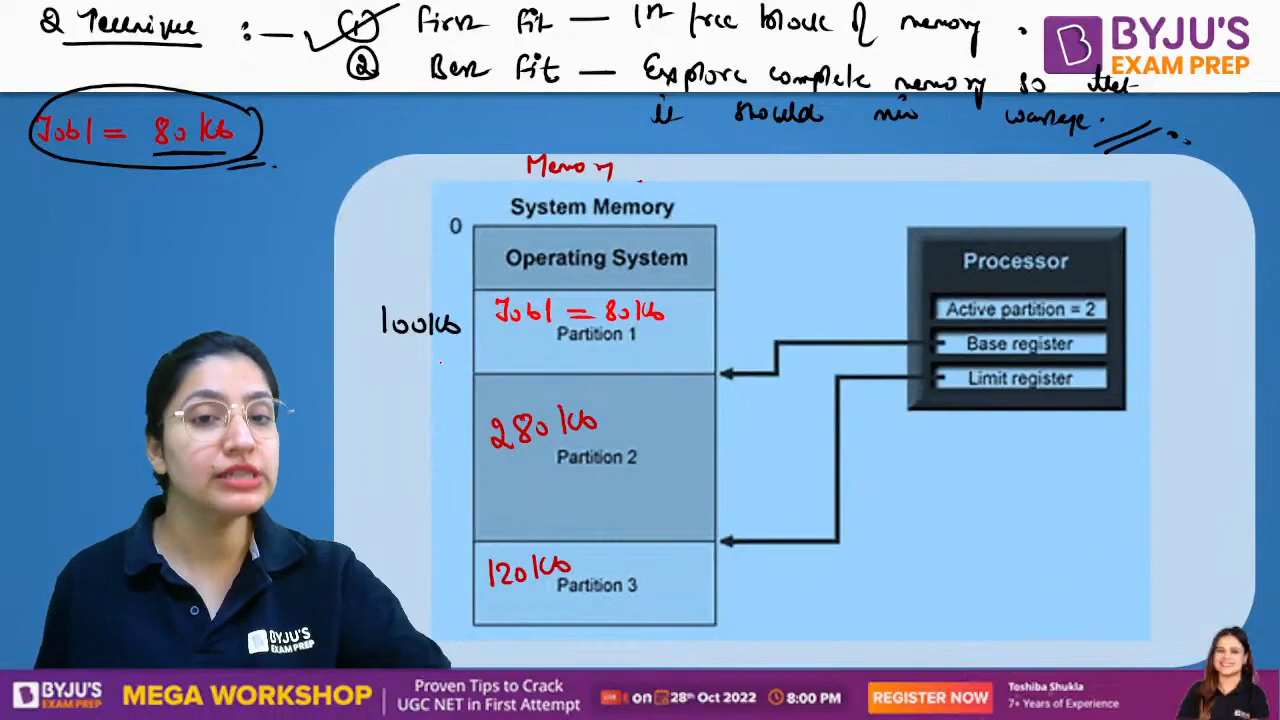 2 Technique :— ① First fit — 1st free block of memory.
② Best fit — Explore complete memory so that
it should min wastage.
BYJU'S
EXAM PREP
Job1 = 80 kb
Memory
System Memory
0
Operating System
100kb
Job1 = 80 kb
Partition 1
280 kb
Partition 2
120 kb
Partition 3
Processor
Active partition = 2
Base register
Limit register
BYJU'S
EXAM PREP
BYJU'S
EXAM PREP
MEGA WORKSHOP
Proven Tips to Crack
UGC NET in First Attempt
LIVE on 28th Oct 2022 8:00 PM
REGISTER NOW
Toshiba Shukla
7+ Years of Experience